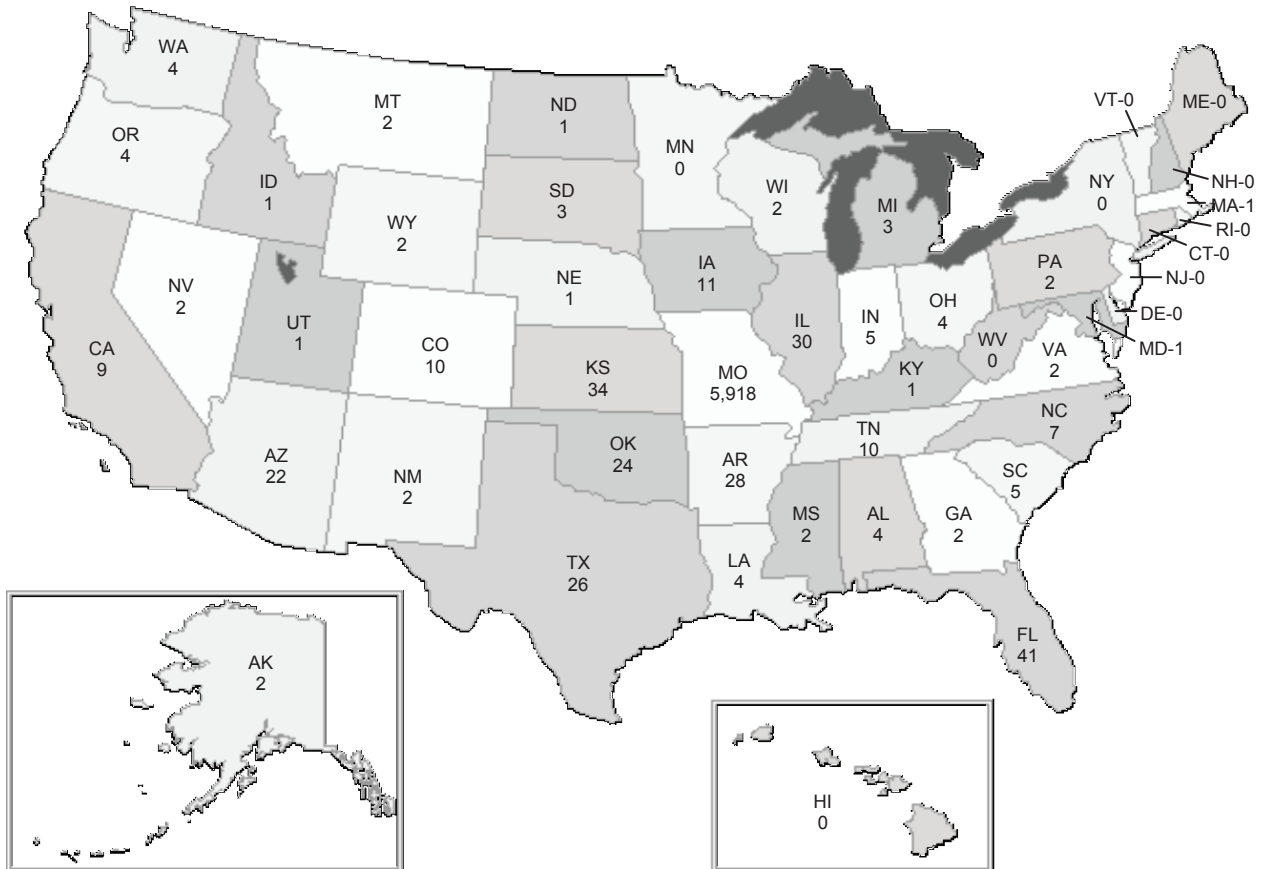 WA
4
MT
2
ND
1
VT-0
ME-0
OR
4
MN
0
ID
1
SD
3
WI
2
MI
3
NY
0
NH-0
MA-1
RI-0
CT-0
WY
2
IA
11
PA
2
NJ-0
NV
2
NE
1
IL
30
IN
5
OH
4
DE-0
UT
1
CO
10
WV
0
VA
2
MD-1
CA
9
KS
34
MO
5,918
KY
1
NC
7
AZ
22
NM
2
OK
24
AR
28
TN
10
SC
5
MS
2
AL
4
GA
2
TX
26
LA
4
FL
41
AK
2
HI
0